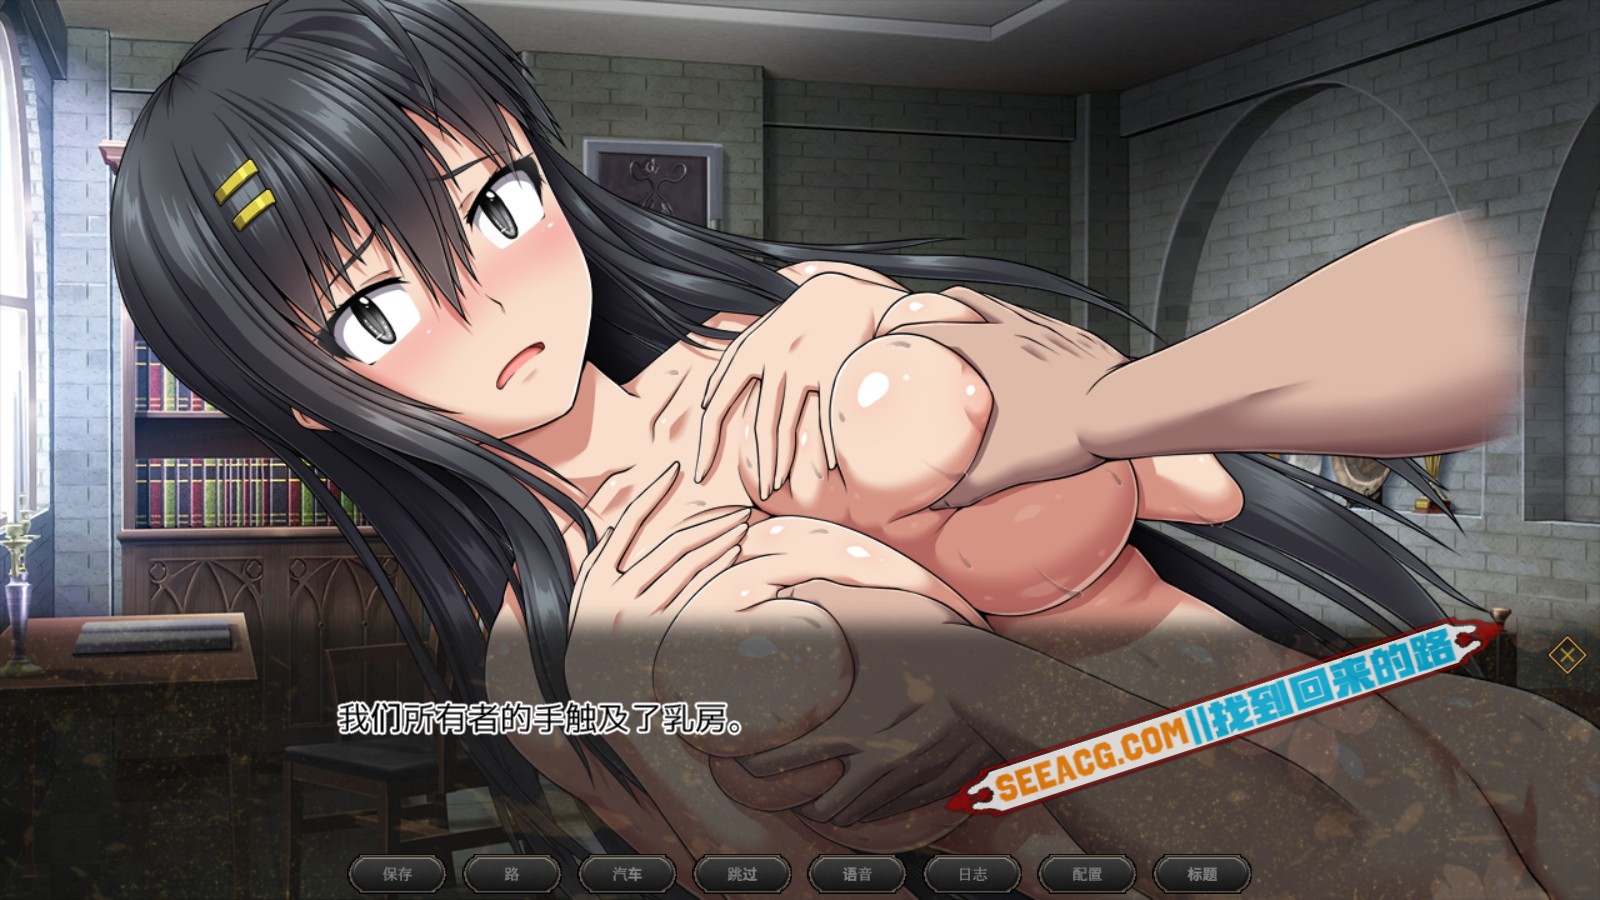 我们所有者的手触及了乳房。
SEEACG.COM||找到回来的路
保存
路
汽车
跳过
语音
日志
配置
标题